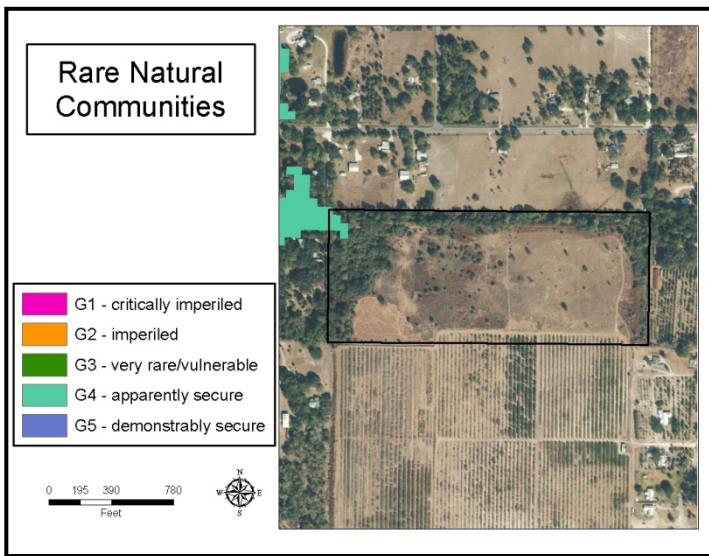 Rare Natural
Communities
G1 - critically imperiled
G2 - imperiled
G3 - very rare/vulnerable
G4 - apparently secure
G5 - demonstrably secure
0 195 390 780
Feet
N
W E
S